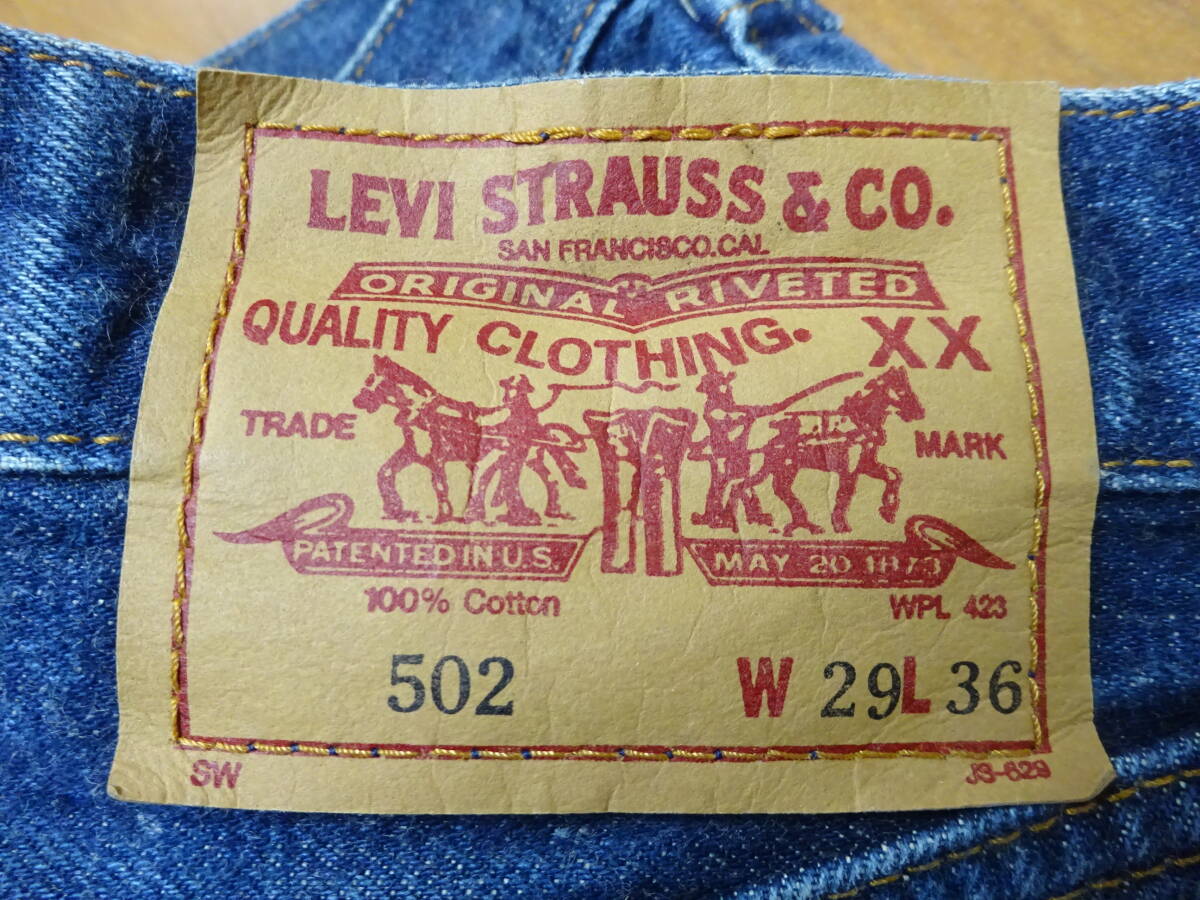 LEVI STRAUSS & CO.
SAN FRANCISCO.CAL
ORIGINAL RIVETED
QUALITY CLOTHING. XX
TRADE MARK
PATENTED IN U.S. MAY 20 1873
100% Cotton WPL 423
502 W 29 L 36
SW JS-629